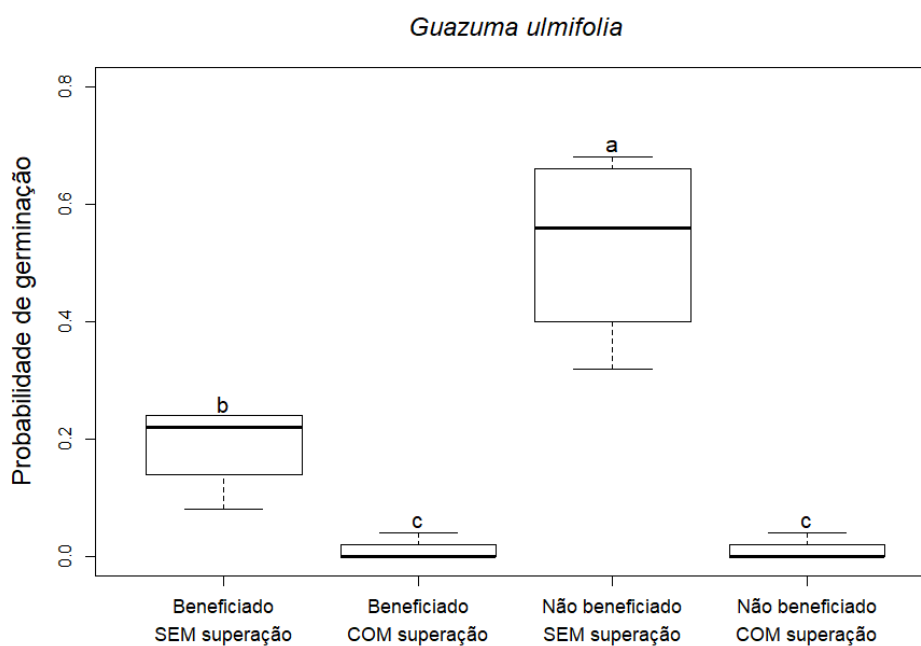 Guazuma ulmifolia
Probabilidade de germinação
0.8
0.6
0.4
0.2
0.0
b
c
a
c
Beneficiado
SEM superação
Beneficiado
COM superação
Não beneficiado
SEM superação
Não beneficiado
COM superação